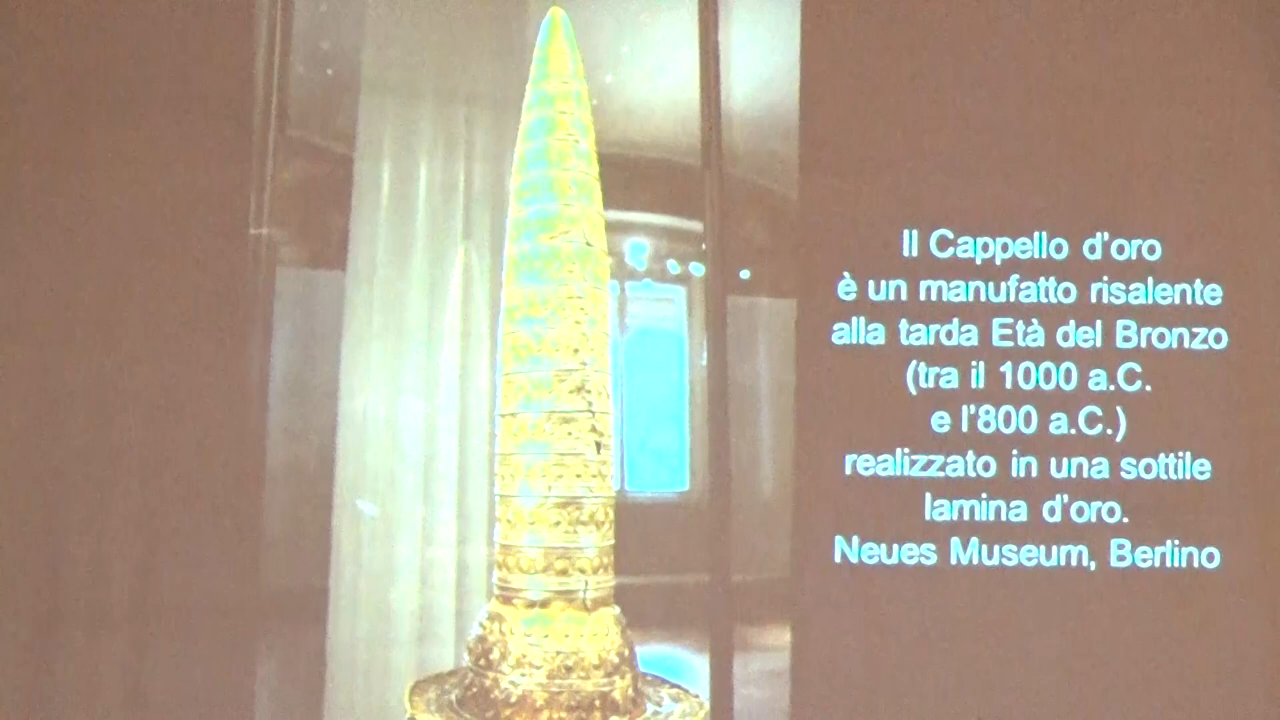 Il Cappello d'oro
è un manufatto risalente
alla tarda Età del Bronzo
(tra il 1000 a.C.
e l'800 a.C.)
realizzato in una sottile
lamina d'oro.
Neues Museum, Berlino